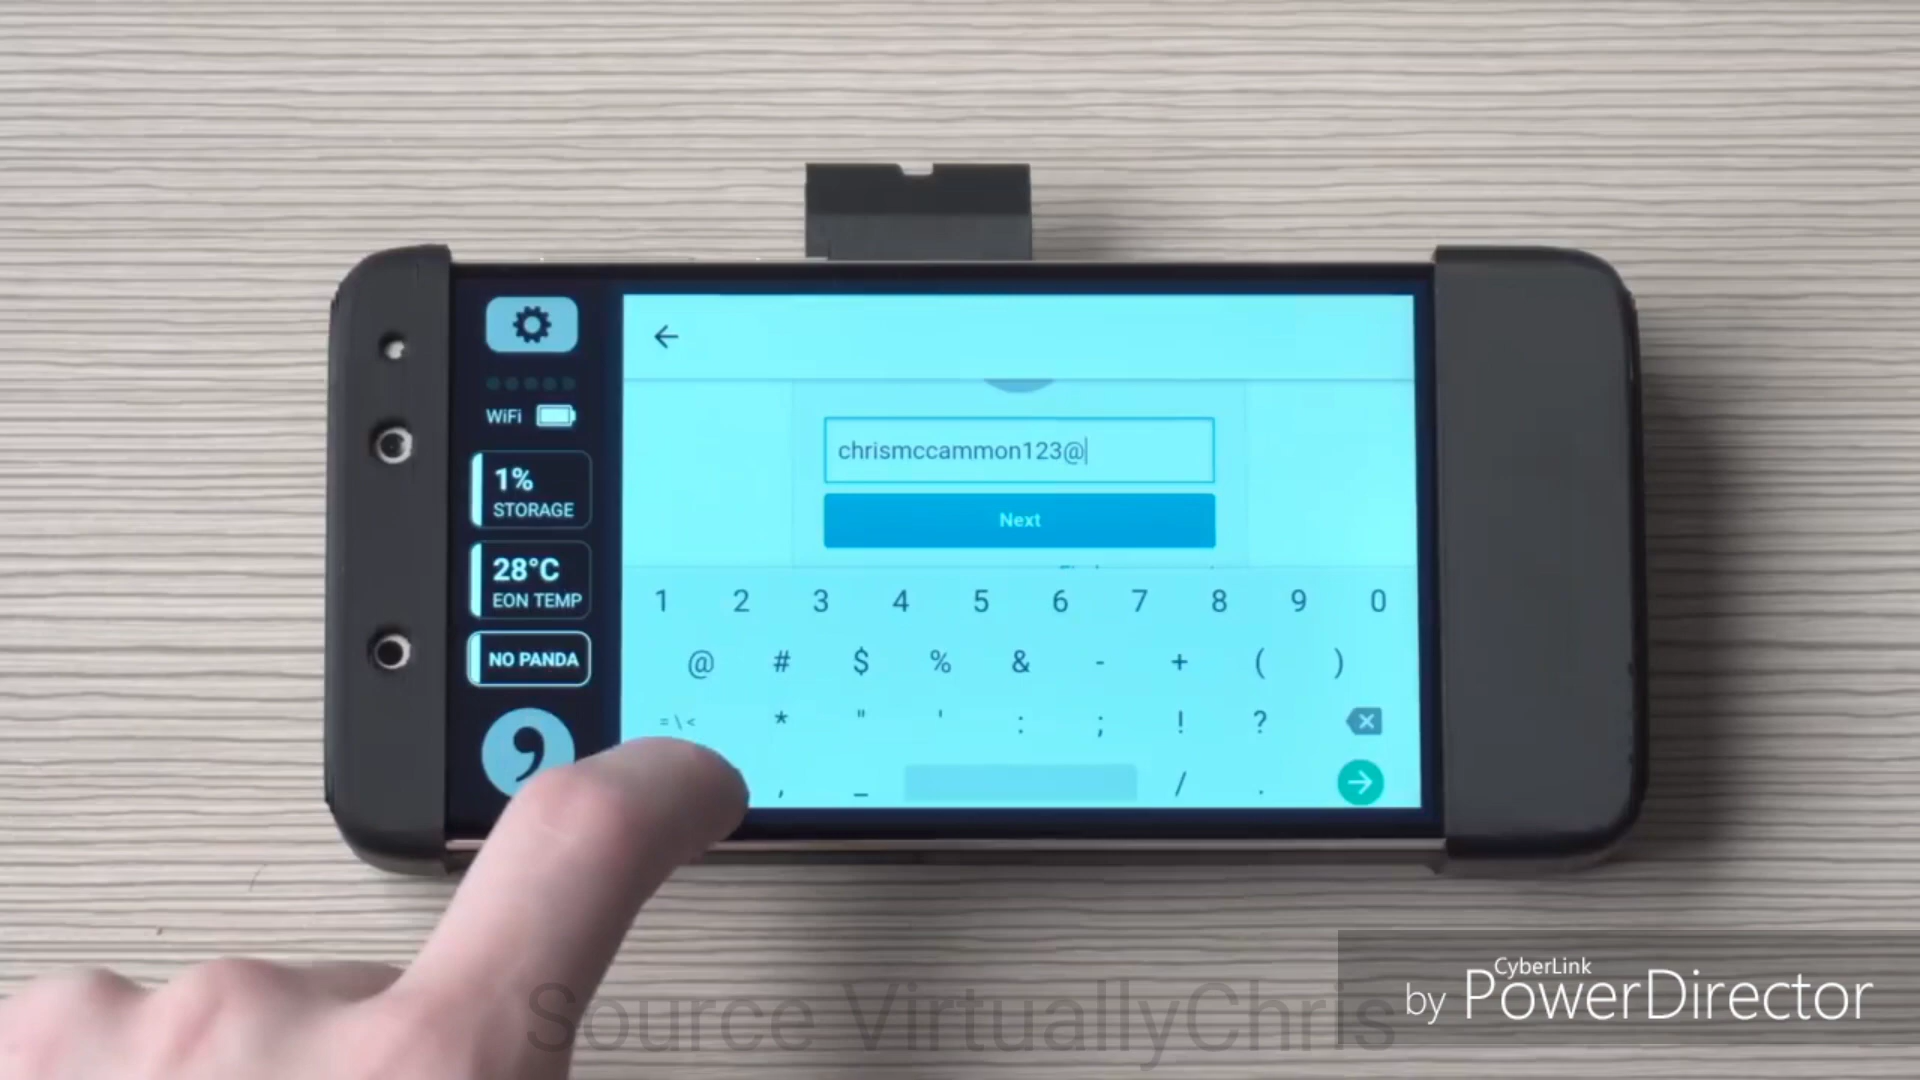 WiFi
1%
STORAGE
28°C
EON TEMP
NO PANDA
chrismccammon123@
Next
1 2 3 4 5 6 7 8 9 0
@ # $ % & - + ( )
= \ < * " ' : ; ! ?
, _ / .
Source VirtuallyChris
CyberLink
by PowerDirector